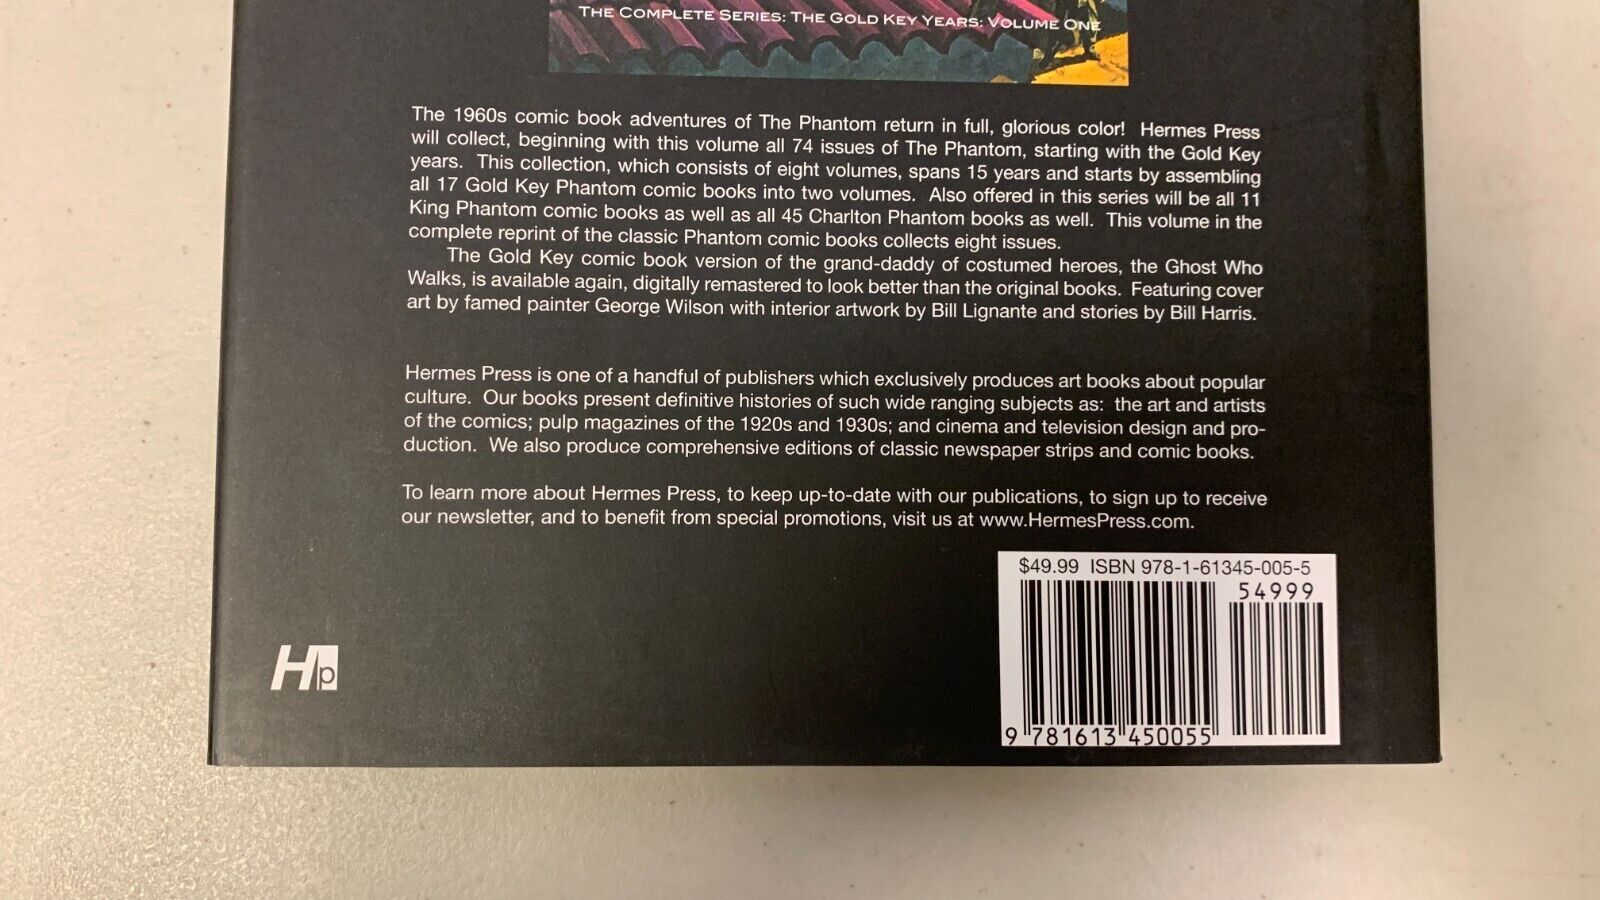 The Complete Series: The Gold Key Years: Volume One
The 1960s comic book adventures of The Phantom return in full, glorious color! Hermes Press
will collect, beginning with this volume all 74 issues of The Phantom, starting with the Gold Key
years. This collection, which consists of eight volumes, spans 15 years and starts by assembling
all 17 Gold Key Phantom comic books into two volumes. Also offered in this series will be all 11
King Phantom comic books as well as all 45 Charlton Phantom books as well. This volume in the
complete reprint of the classic Phantom comic books collects eight issues.
The Gold Key comic book version of the grand-daddy of costumed heroes, the Ghost Who
Walks, is available again, digitally remastered to look better than the original books. Featuring cover
art by famed painter George Wilson with interior artwork by Bill Lignante and stories by Bill Harris.
Hermes Press is one of a handful of publishers which exclusively produces art books about popular
culture. Our books present definitive histories of such wide ranging subjects as: the art and artists
of the comics; pulp magazines of the 1920s and 1930s; and cinema and television design and pro-
duction. We also produce comprehensive editions of classic newspaper strips and comic books.
To learn more about Hermes Press, to keep up-to-date with our publications, to sign up to receive
our newsletter, and to benefit from special promotions, visit us at www.HermesPress.com.
$49.99 ISBN 978-1-61345-005-5
54999
9 781613 450055
Hp